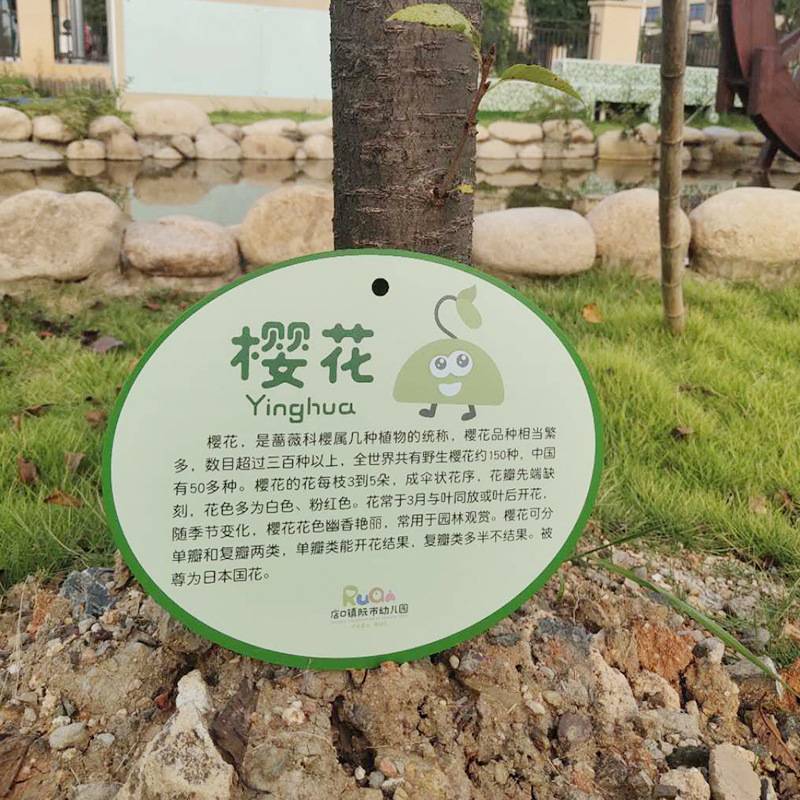 樱花
Yinghua
樱花，是蔷薇科樱属几种植物的统称，樱花品种相当繁
多，数目超过三百种以上，全世界共有野生樱花约150种，中国
有50多种。樱花的花每枝3到5朵，成伞状花序，花瓣先端缺
刻，花色多为白色、粉红色。花常于3月与叶同放或叶后开花，
随季节变化，樱花花色幽香艳丽，常用于园林观赏。樱花可分
单瓣和复瓣两类，单瓣类能开花结果，复瓣类多半不结果。被
尊为日本国花。
RuAn
店口镇阮市幼儿园